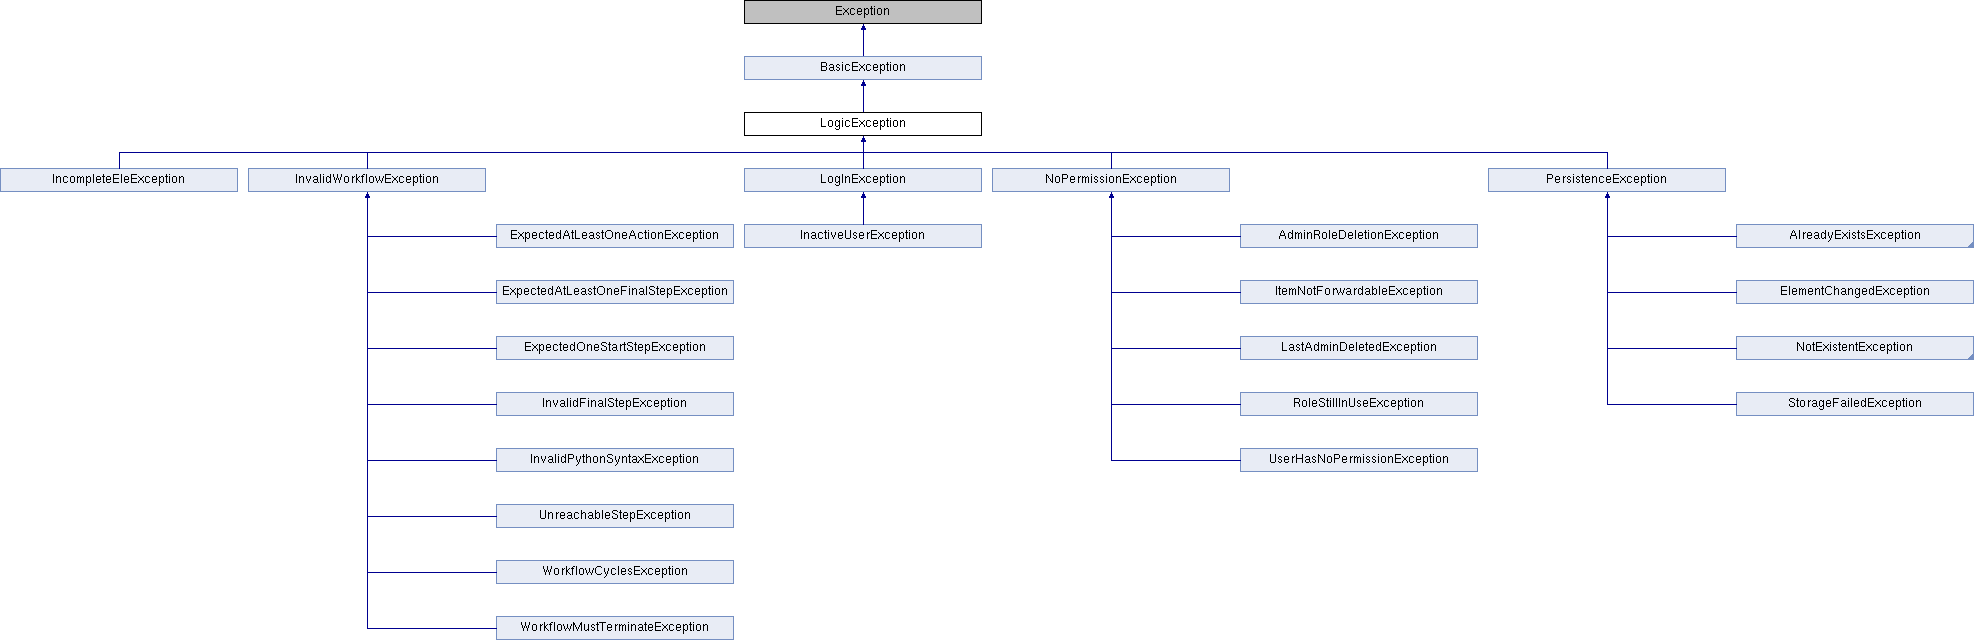 Exception
BasicException
LogicException
IncompleteEleException
InvalidWorkflowException
LogInException
NoPermissionException
PersistenceException
ExpectedAtLeastOneActionException
InactiveUserException
AdminRoleDeletionException
AlreadyExistsException
ExpectedAtLeastOneFinalStepException
ItemNotForwardableException
ElementChangedException
ExpectedOneStartStepException
LastAdminDeletedException
NotExistentException
InvalidFinalStepException
RoleStillInUseException
StorageFailedException
InvalidPythonSyntaxException
UserHasNoPermissionException
UnreachableStepException
WorkflowCyclesException
WorkflowMustTerminateException